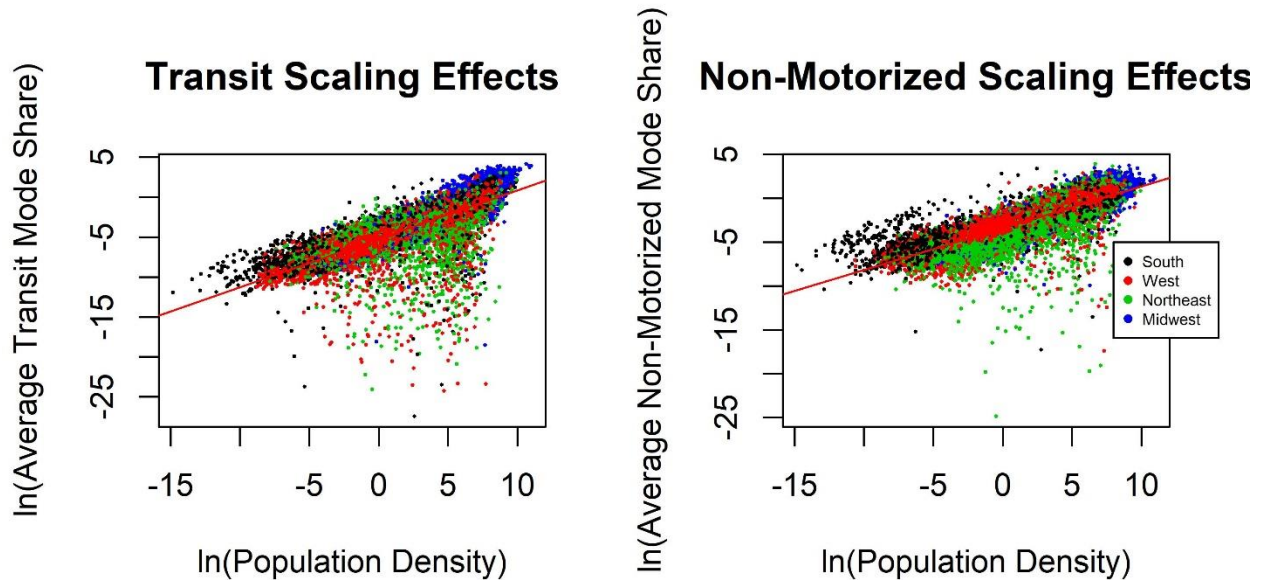 Transit Scaling Effects
ln(Average Transit Mode Share)
5
-5
-15
-25
-15
-5
0
5
10
ln(Population Density)
Non-Motorized Scaling Effects
ln(Average Non-Motorized Mode Share)
5
-5
-15
-25
South
West
Northeast
Midwest
-15
-5
0
5
10
ln(Population Density)